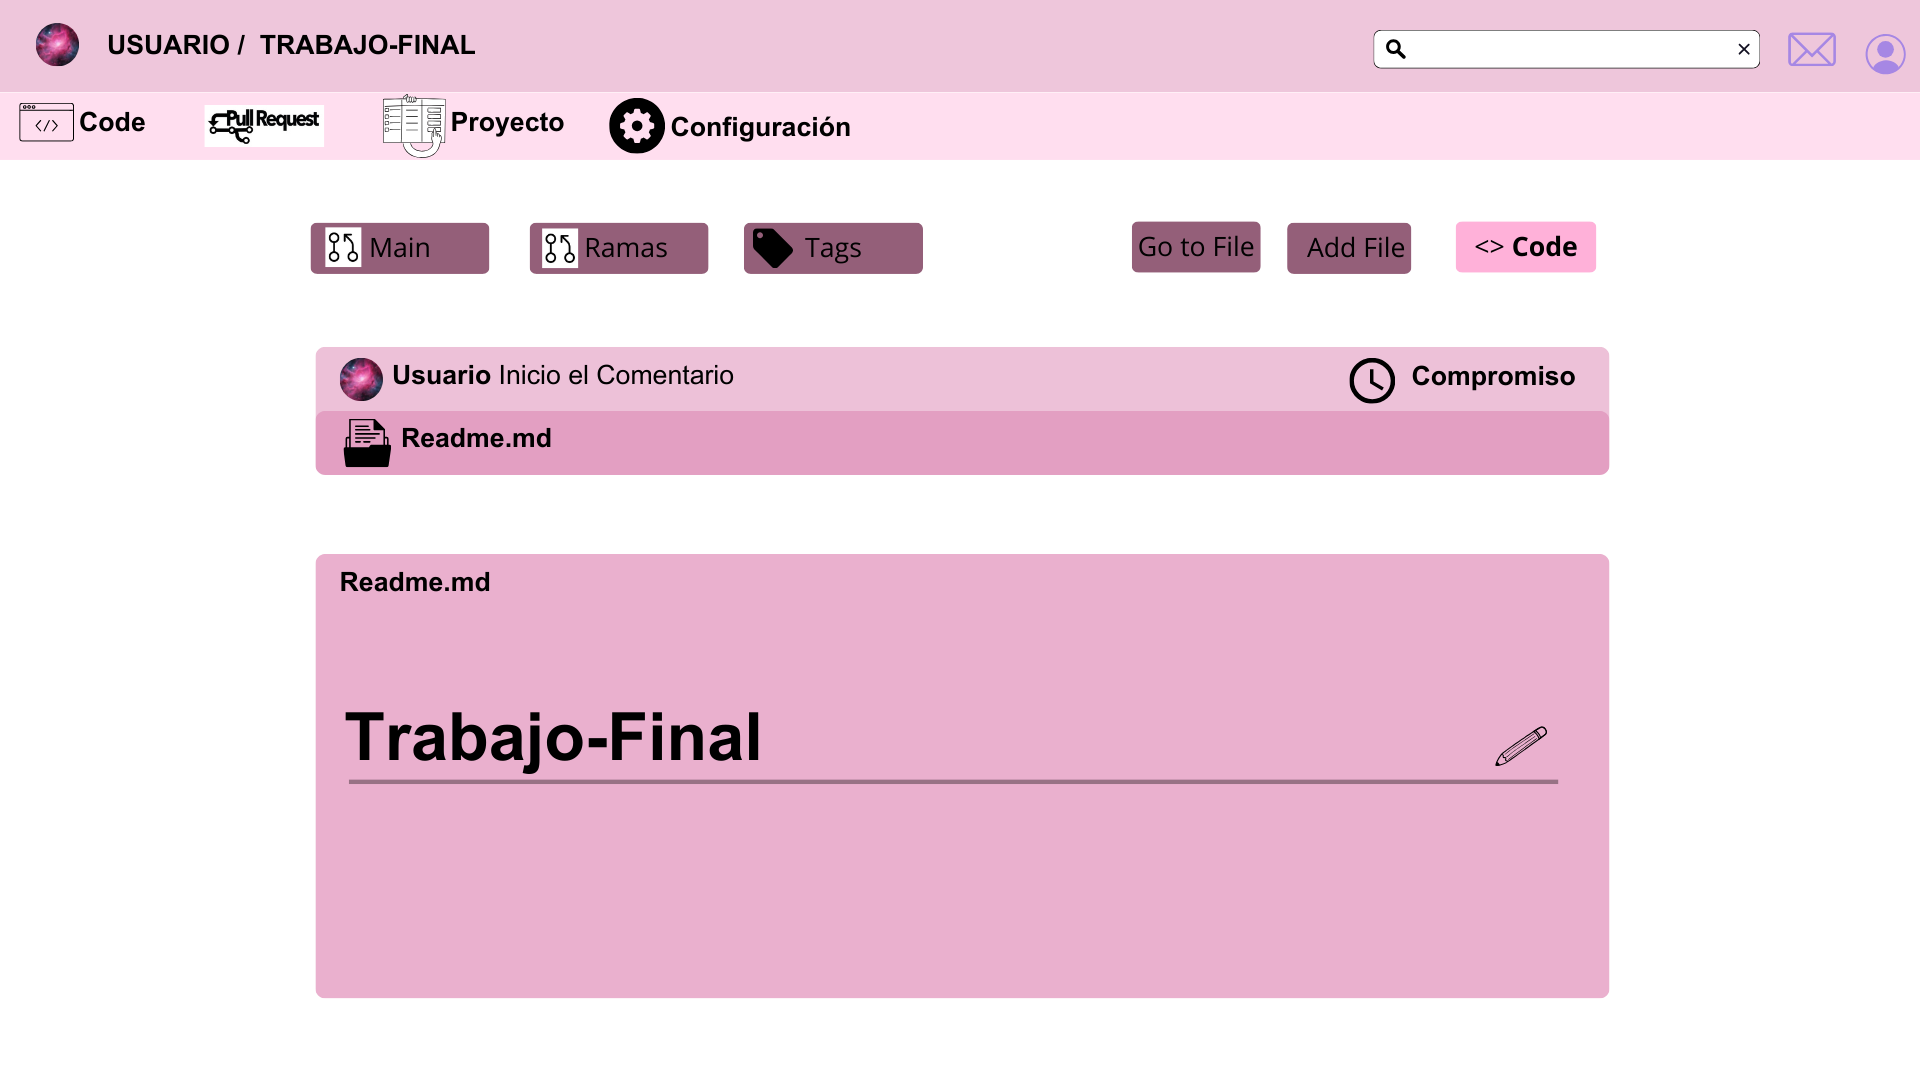 USUARIO / TRABAJO-FINAL
Code
Pull Request
Proyecto
Configuración
Main
Ramas
Tags
Go to File
Add File
<> Code
Usuario Inicio el Comentario
Compromiso
Readme.md
Readme.md
Trabajo-Final